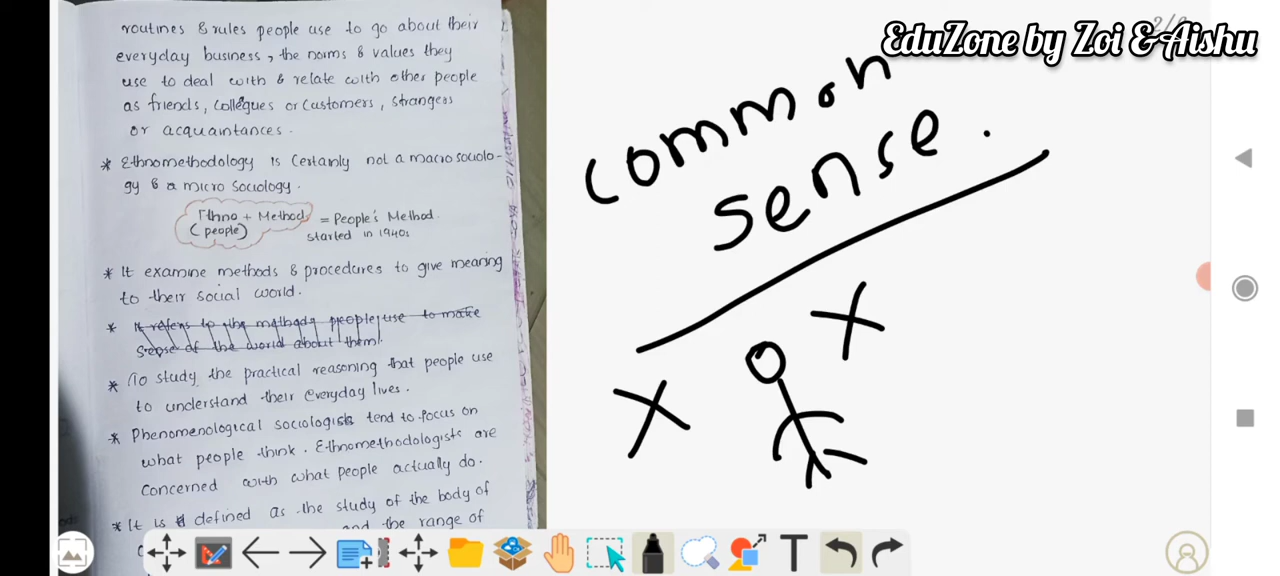 routines & rules people use to go about their
everyday business, the norms & values they
use to deal with & relate with other people
as friends, collegues or customers, strangers
or acquaintances.
* Ethnomethodology is certainly not a macro sociolo-
gy & a micro sociology.
Ethno + Method = People's Method
(people) started in 1940s
* It examine methods & procedures to give meaning
to their social world.
* It refers to the methods people use to make
sense of the world about them.
* To study the practical reasoning that people use
to understand their everyday lives.
* Phenomenological sociologists tend to focus on
what people think. Ethnomethodologists are
concerned with what people actually do.
* It is defined as the study of the body of
and the range of
2/2
EduZone by Zoi & Aishu
common
sense.
T